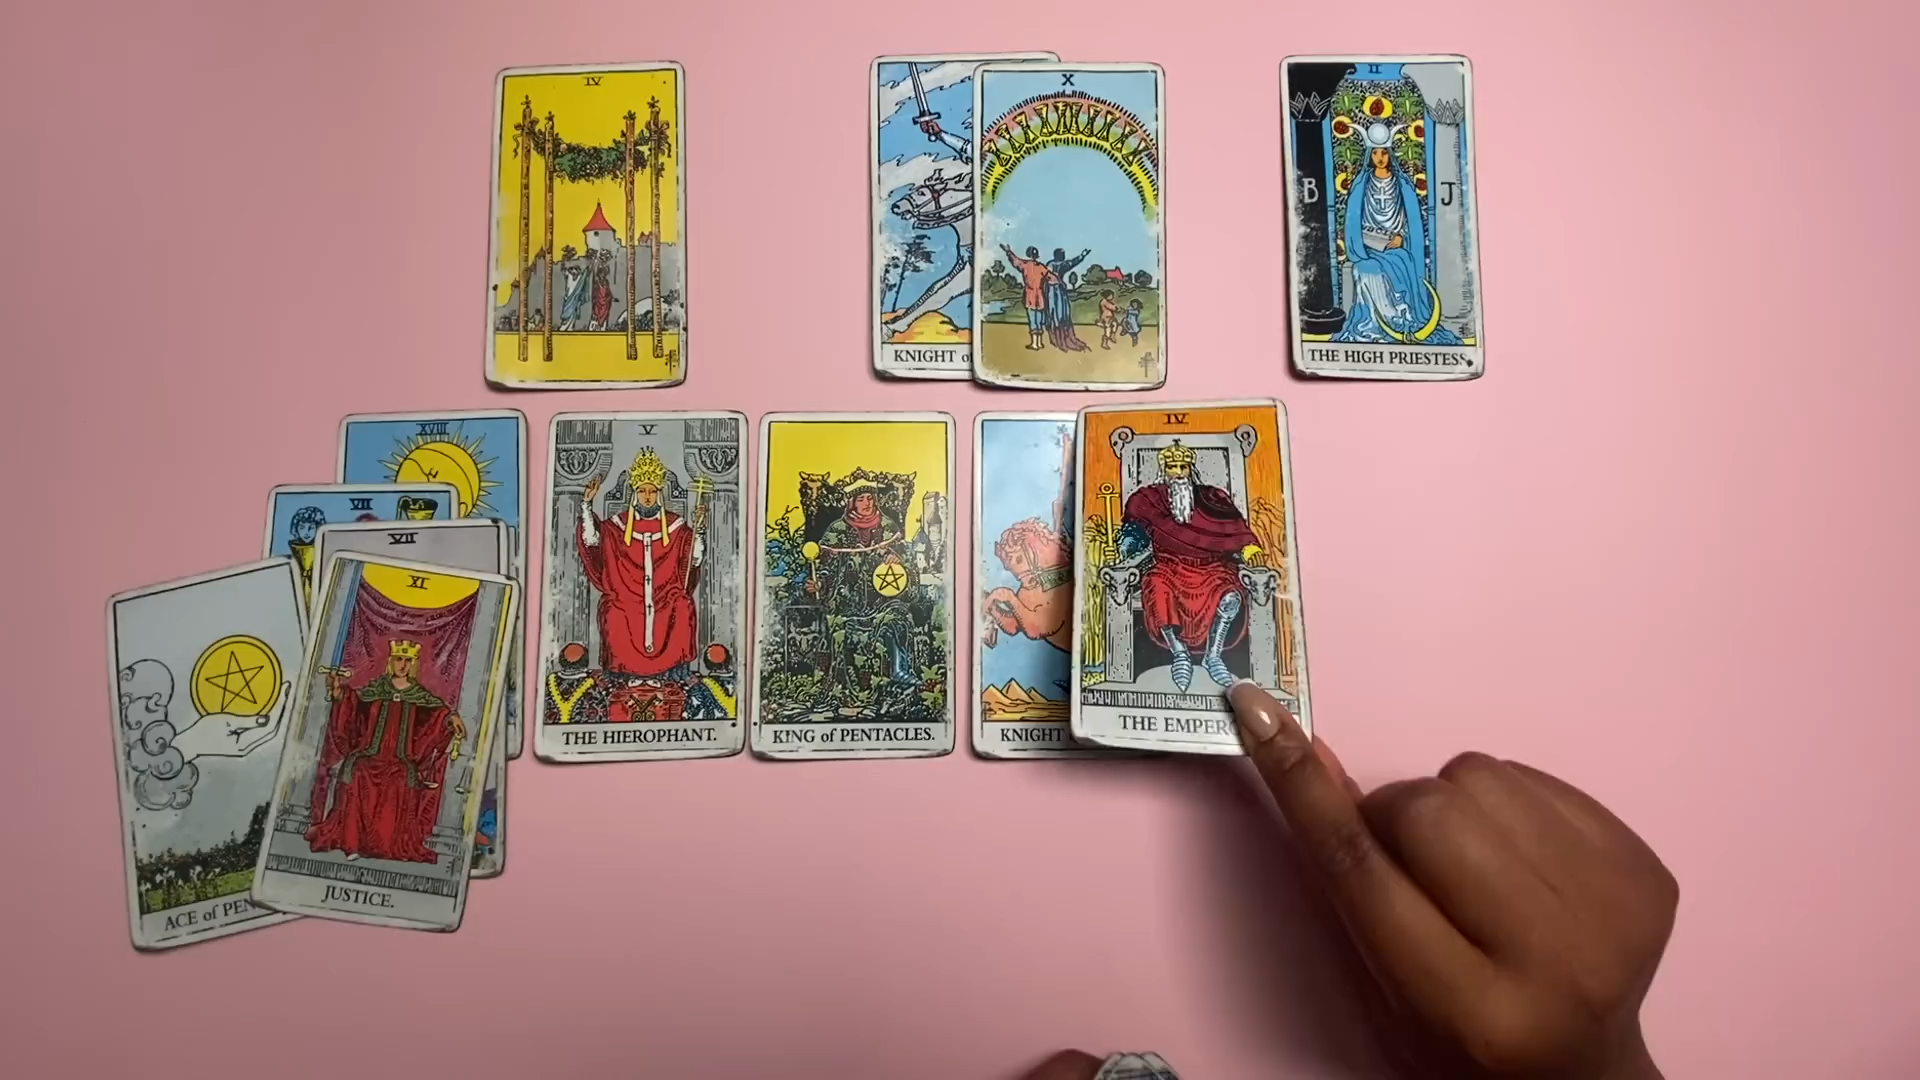 IV
X
II
B
J
KNIGHT of
THE HIGH PRIESTESS.
XVIII
V
IV
VII
VII
XI
THE HIEROPHANT.
KING of PENTACLES.
KNIGHT
THE EMPERO
ACE of PEN
JUSTICE.